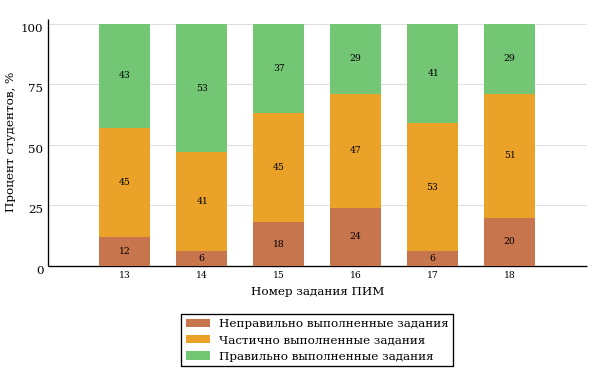 Процент студентов, %
100
75
50
25
0
43 53 37 29 41 29
45 41 45 47 53 51
12 6 18 24 6 20
13 14 15 16 17 18
Номер задания ПИМ
Неправильно выполненные задания
Частично выполненные задания
Правильно выполненные задания